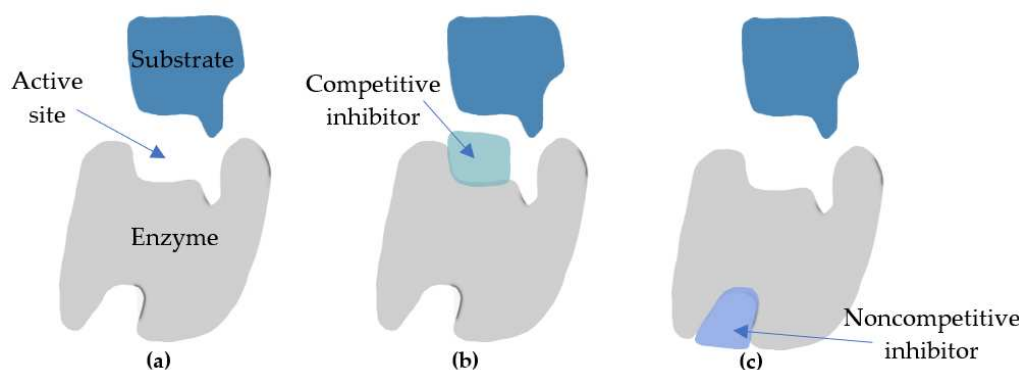 Substrate
Active
site
Enzyme
(a)
Competitive
inhibitor
(b)
Noncompetitive
inhibitor
(c)